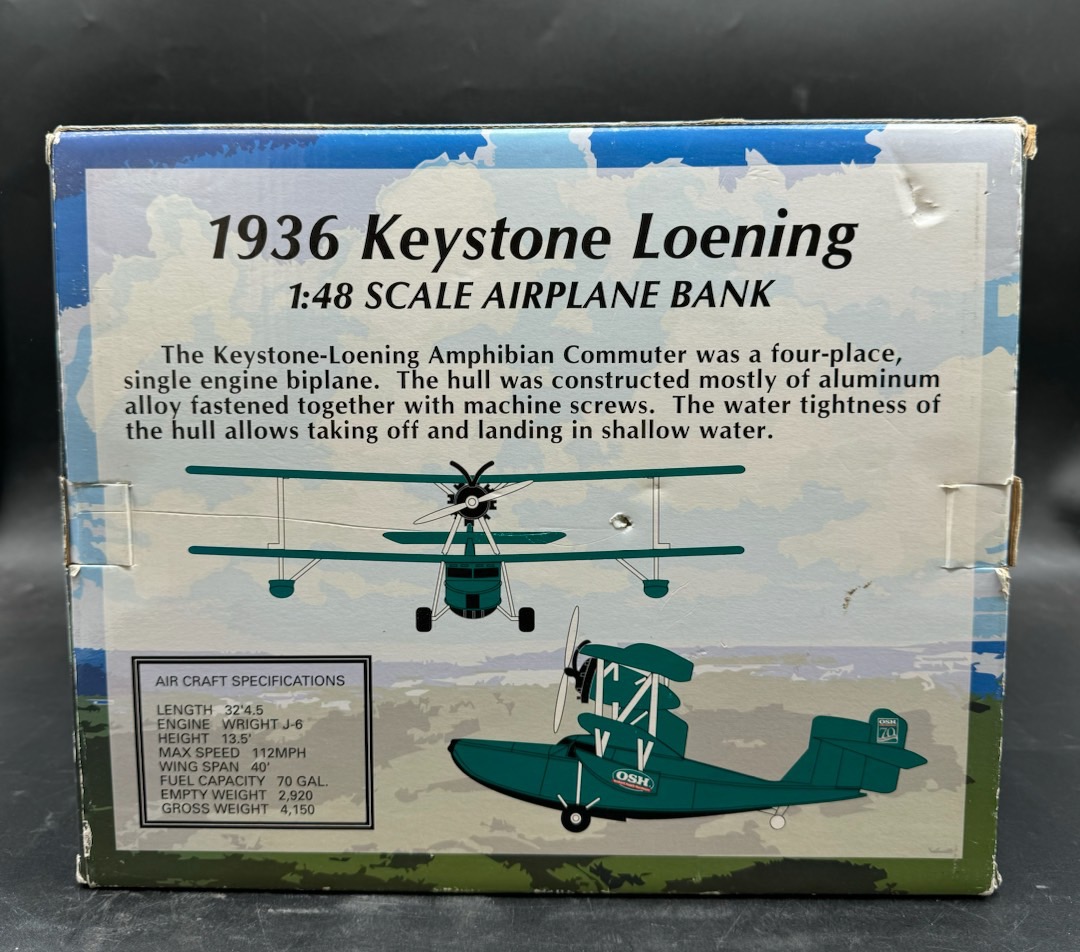 1936 Keystone Loening
1:48 SCALE AIRPLANE BANK
The Keystone-Loening Amphibian Commuter was a four-place,
single engine biplane. The hull was constructed mostly of aluminum
alloy fastened together with machine screws. The water tightness of
the hull allows taking off and landing in shallow water.
AIR CRAFT SPECIFICATIONS
LENGTH 32'4.5
ENGINE WRIGHT J-6
HEIGHT 13.5'
MAX SPEED 112MPH
WING SPAN 40'
FUEL CAPACITY 70 GAL.
EMPTY WEIGHT 2,920
GROSS WEIGHT 4,150
OSH
70
OSH